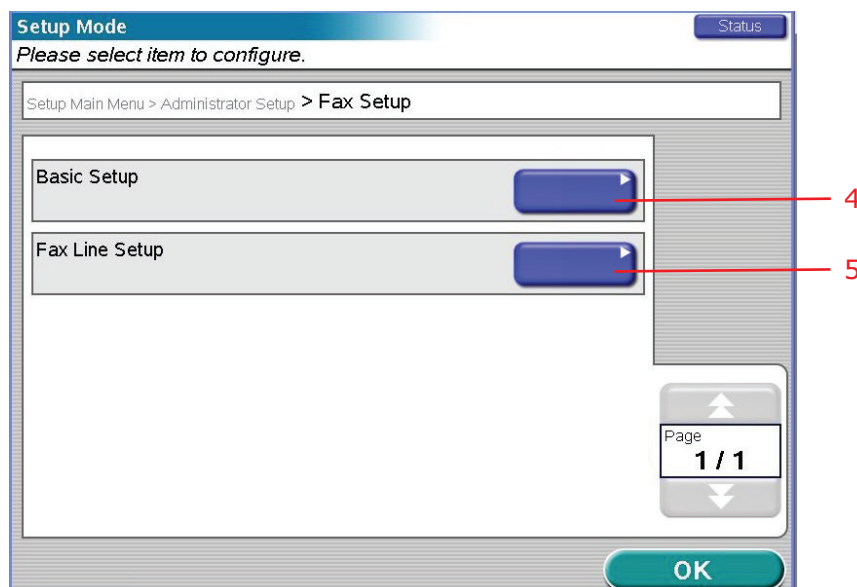 Setup Mode
Status
Please select item to configure.
Setup Main Menu > Administrator Setup > Fax Setup
Basic Setup
4
Fax Line Setup
5
Page
1 / 1
OK